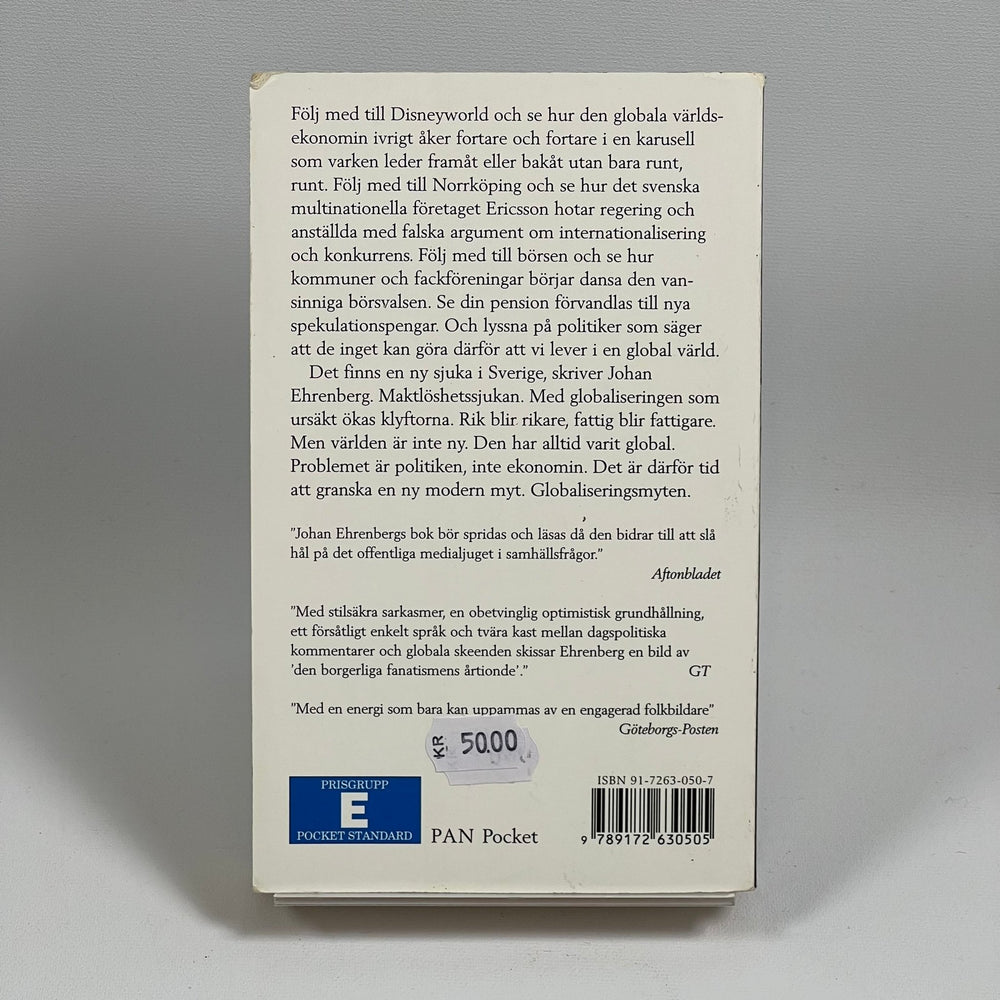 Följ med till Disneyworld och se hur den globala världs-
ekonomin ivrigt åker fortare och fortare i en karusell
som varken leder framåt eller bakåt utan bara runt,
runt. Följ med till Norrköping och se hur det svenska
multinationella företaget Ericsson hotar regering och
anställda med falska argument om internationalisering
och konkurrens. Följ med till börsen och se hur
kommuner och fackföreningar börjar dansa den van-
sinniga börsvalsen. Se din pension förvandlas till nya
spekulationspengar. Och lyssna på politiker som säger
att de inget kan göra därför att vi lever i en global värld.
Det finns en ny sjuka i Sverige, skriver Johan
Ehrenberg. Maktlöshetssjukan. Med globaliseringen som
ursäkt ökas klyftorna. Rik blir rikare, fattig blir fattigare.
Men världen är inte ny. Den har alltid varit global.
Problemet är politiken, inte ekonomin. Det är därför tid
att granska en ny modern myt. Globaliseringsmyten.
”Johan Ehrenbergs bok bör spridas och läsas då den bidrar till att slå
hål på det offentliga medialjuget i samhällsfrågor.”
Aftonbladet
”Med stilsäkra sarkasmer, en obetvinglig optimistisk grundhållning,
ett försåtligt enkelt språk och tvära kast mellan dagspolitiska
kommentarer och globala skeenden skissar Ehrenberg en bild av
’den borgerliga fanatismens årtionde’.” GT
”Med en energi som bara kan uppammas av en engagerad folkbildare”
Göteborgs-Posten
KR 50.00
PRISGRUPP
E
POCKET STANDARD
PAN Pocket
ISBN 91-7263-050-7
9 789172 630505